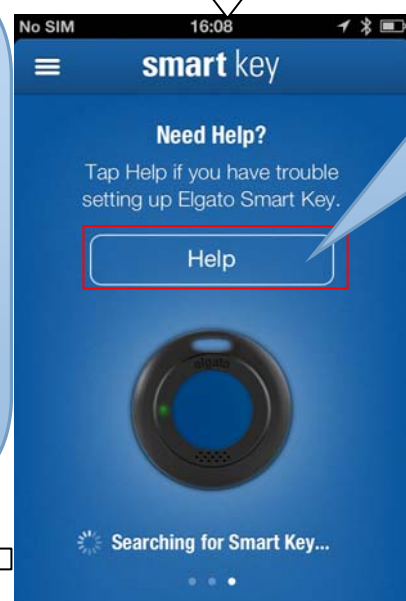 No SIM 16:08
smart key
Need Help?
Tap Help if you have trouble
setting up Elgato Smart Key.
Help
elgato
Searching for Smart Key...